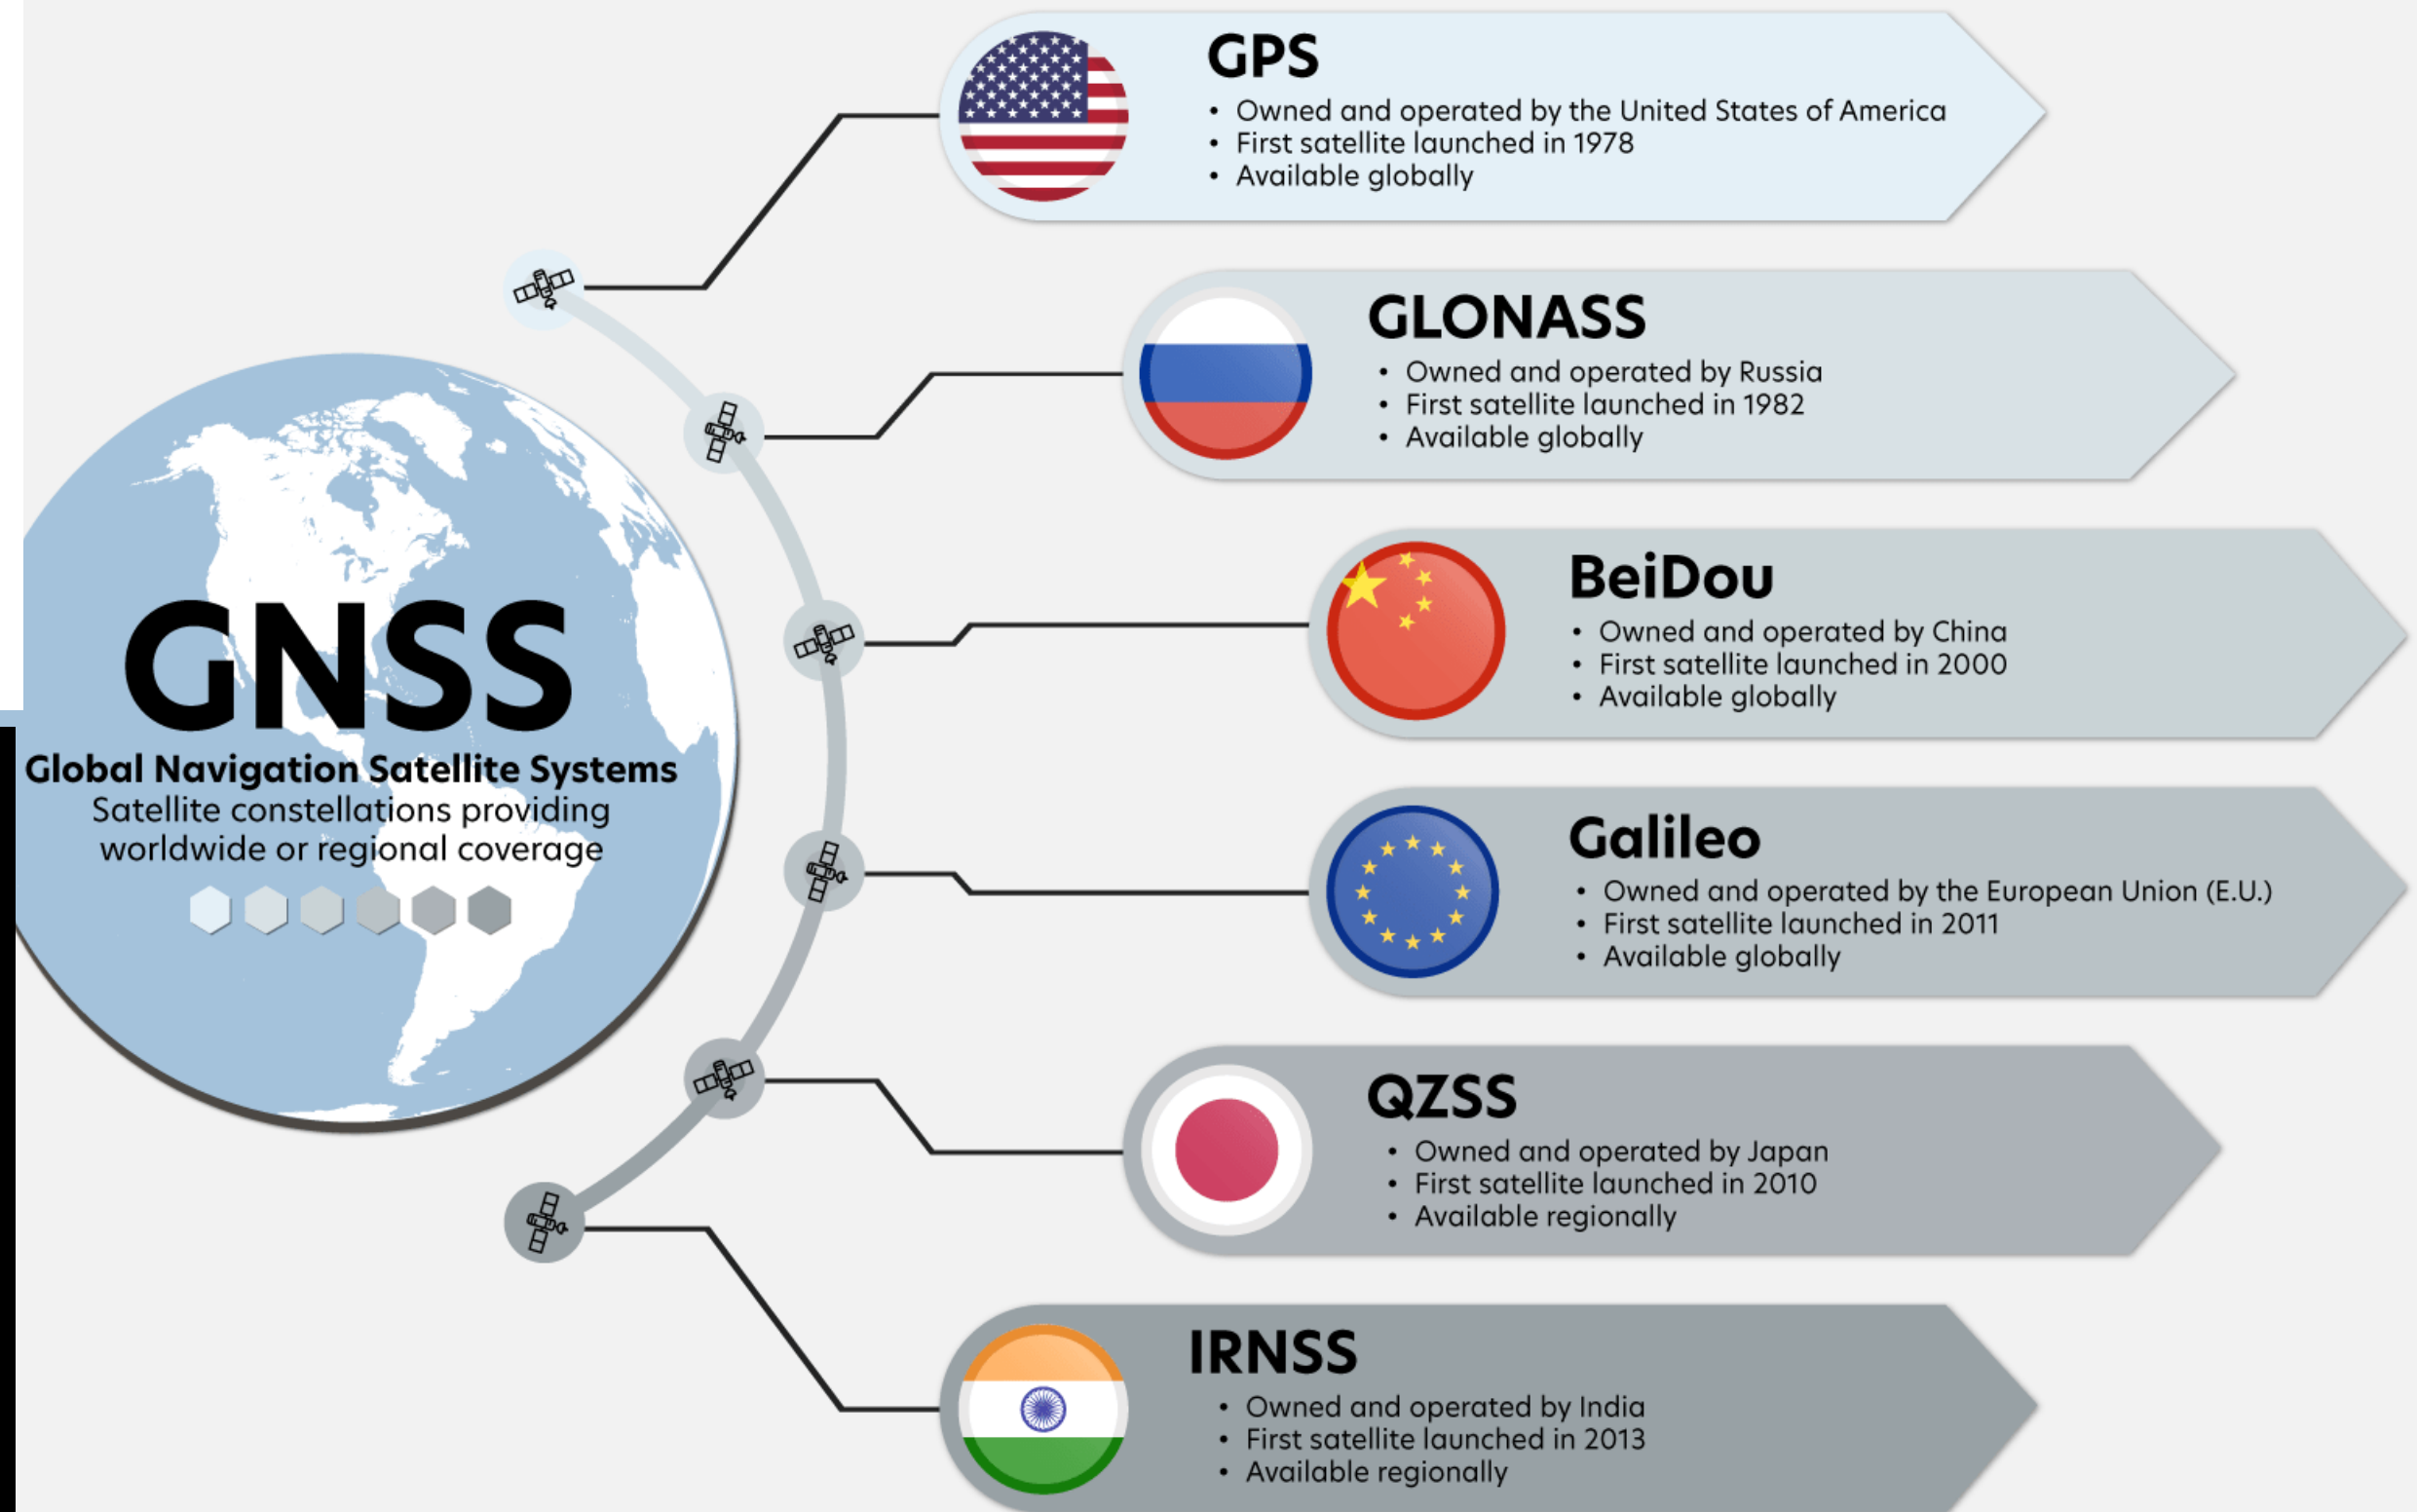 GNSS
Global Navigation Satellite Systems
Satellite constellations providing
worldwide or regional coverage
GPS
• Owned and operated by the United States of America
• First satellite launched in 1978
• Available globally
GLONASS
• Owned and operated by Russia
• First satellite launched in 1982
• Available globally
BeiDou
• Owned and operated by China
• First satellite launched in 2000
• Available globally
Galileo
• Owned and operated by the European Union (E.U.)
• First satellite launched in 2011
• Available globally
QZSS
• Owned and operated by Japan
• First satellite launched in 2010
• Available regionally
IRNSS
• Owned and operated by India
• First satellite launched in 2013
• Available regionally